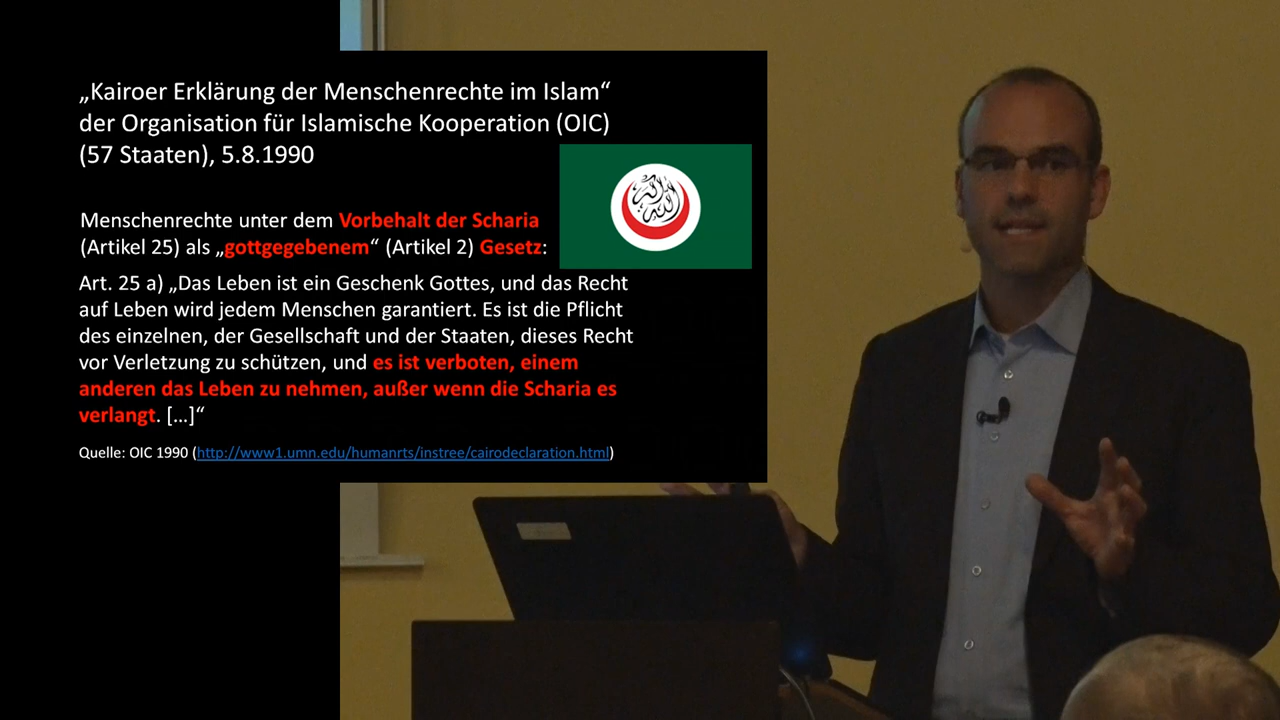 „Kairoer Erklärung der Menschenrechte im Islam“
der Organisation für Islamische Kooperation (OIC)
(57 Staaten), 5.8.1990
Menschenrechte unter dem Vorbehalt der Scharia
(Artikel 25) als „gottgegebenem“ (Artikel 2) Gesetz:
Art. 25 a) „Das Leben ist ein Geschenk Gottes, und das Recht
auf Leben wird jedem Menschen garantiert. Es ist die Pflicht
des einzelnen, der Gesellschaft und der Staaten, dieses Recht
vor Verletzung zu schützen, und es ist verboten, einem
anderen das Leben zu nehmen, außer wenn die Scharia es
verlangt. […]“
Quelle: OIC 1990 (http://www1.umn.edu/humanrts/instree/cairodeclaration.html)